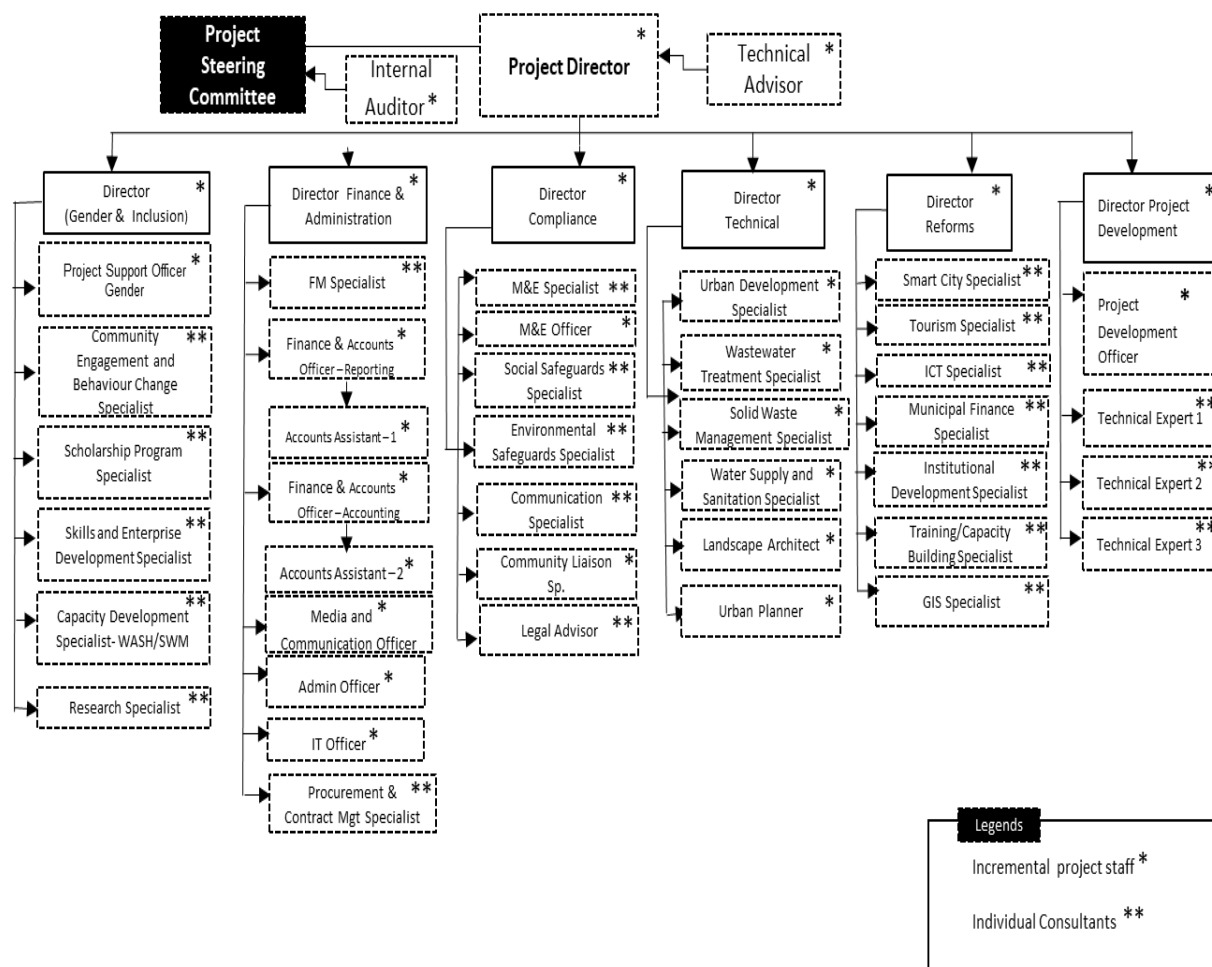 Project
Steering
Committee
Internal
Auditor *
*
Project Director
Technical *
Advisor
Director *
(Gender & Inclusion)
Project Support Officer *
Gender
Community **
Engagement and
Behaviour Change
Specialist
Scholarship Program **
Specialist
Skills and Enterprise **
Development Specialist
Capacity Development **
Specialist- WASH/SWM
Research Specialist **
Director Finance & *
Administration
FM Specialist **
Finance & Accounts *
Officer – Reporting
Accounts Assistant – 1 *
Finance & Accounts *
Officer – Accounting
Accounts Assistant – 2 *
Media and *
Communication Officer
Admin Officer *
IT Officer *
Procurement & **
Contract Mgt Specialist
Director *
Compliance
M&E Specialist **
M&E Officer *
Social Safeguards **
Specialist
Environmental **
Safeguards Specialist
Communication **
Specialist
Community Liaison *
Sp.
Legal Advisor **
Director *
Technical
Urban Development *
Specialist
Wastewater *
Treatment Specialist
Solid Waste *
Management Specialist
Water Supply and *
Sanitation Specialist
Landscape Architect *
Urban Planner *
Director *
Reforms
Smart City Specialist **
Tourism Specialist **
ICT Specialist **
Municipal Finance **
Specialist
Institutional **
Development Specialist
Training/Capacity **
Building Specialist
GIS Specialist **
Director Project *
Development
Project *
Development
Officer
Technical Expert 1 **
Technical Expert 2 **
Technical Expert 3 **
Legends
Incremental project staff *
Individual Consultants **